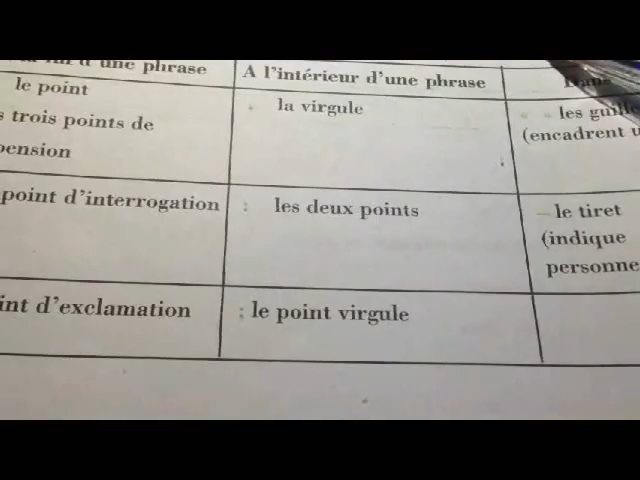 d'une phrase
A l'intérieur d'une phrase
le point
la virgule
les
s trois points de
(encadrent u
pension
point d'interrogation
: les deux points
– le tiret
(indique
personne
int d'exclamation
; le point virgule